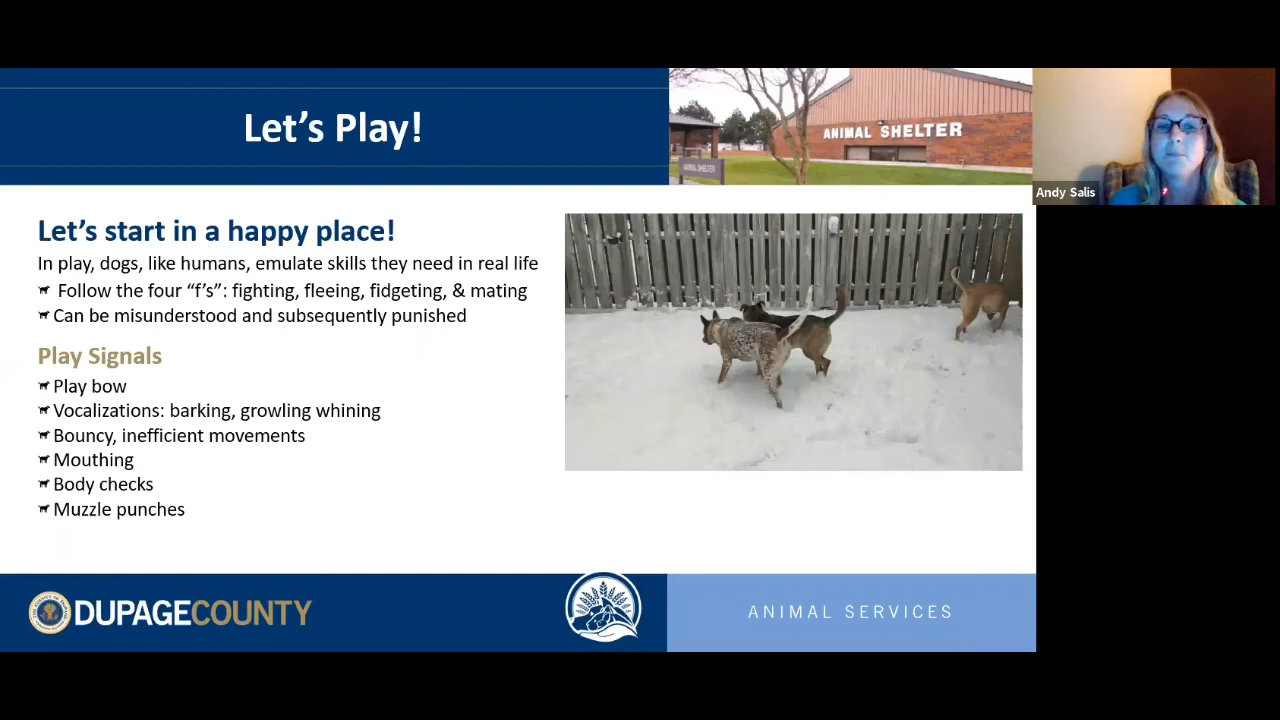 Let's Play!
ANIMAL SHELTER
ANIMAL SHELTER
Andy Salis
Let's start in a happy place!
In play, dogs, like humans, emulate skills they need in real life
Follow the four “f's”: fighting, fleeing, fidgeting, & mating
Can be misunderstood and subsequently punished
Play Signals
Play bow
Vocalizations: barking, growling whining
Bouncy, inefficient movements
Mouthing
Body checks
Muzzle punches
DUPAGECOUNTY
ANIMAL SERVICES